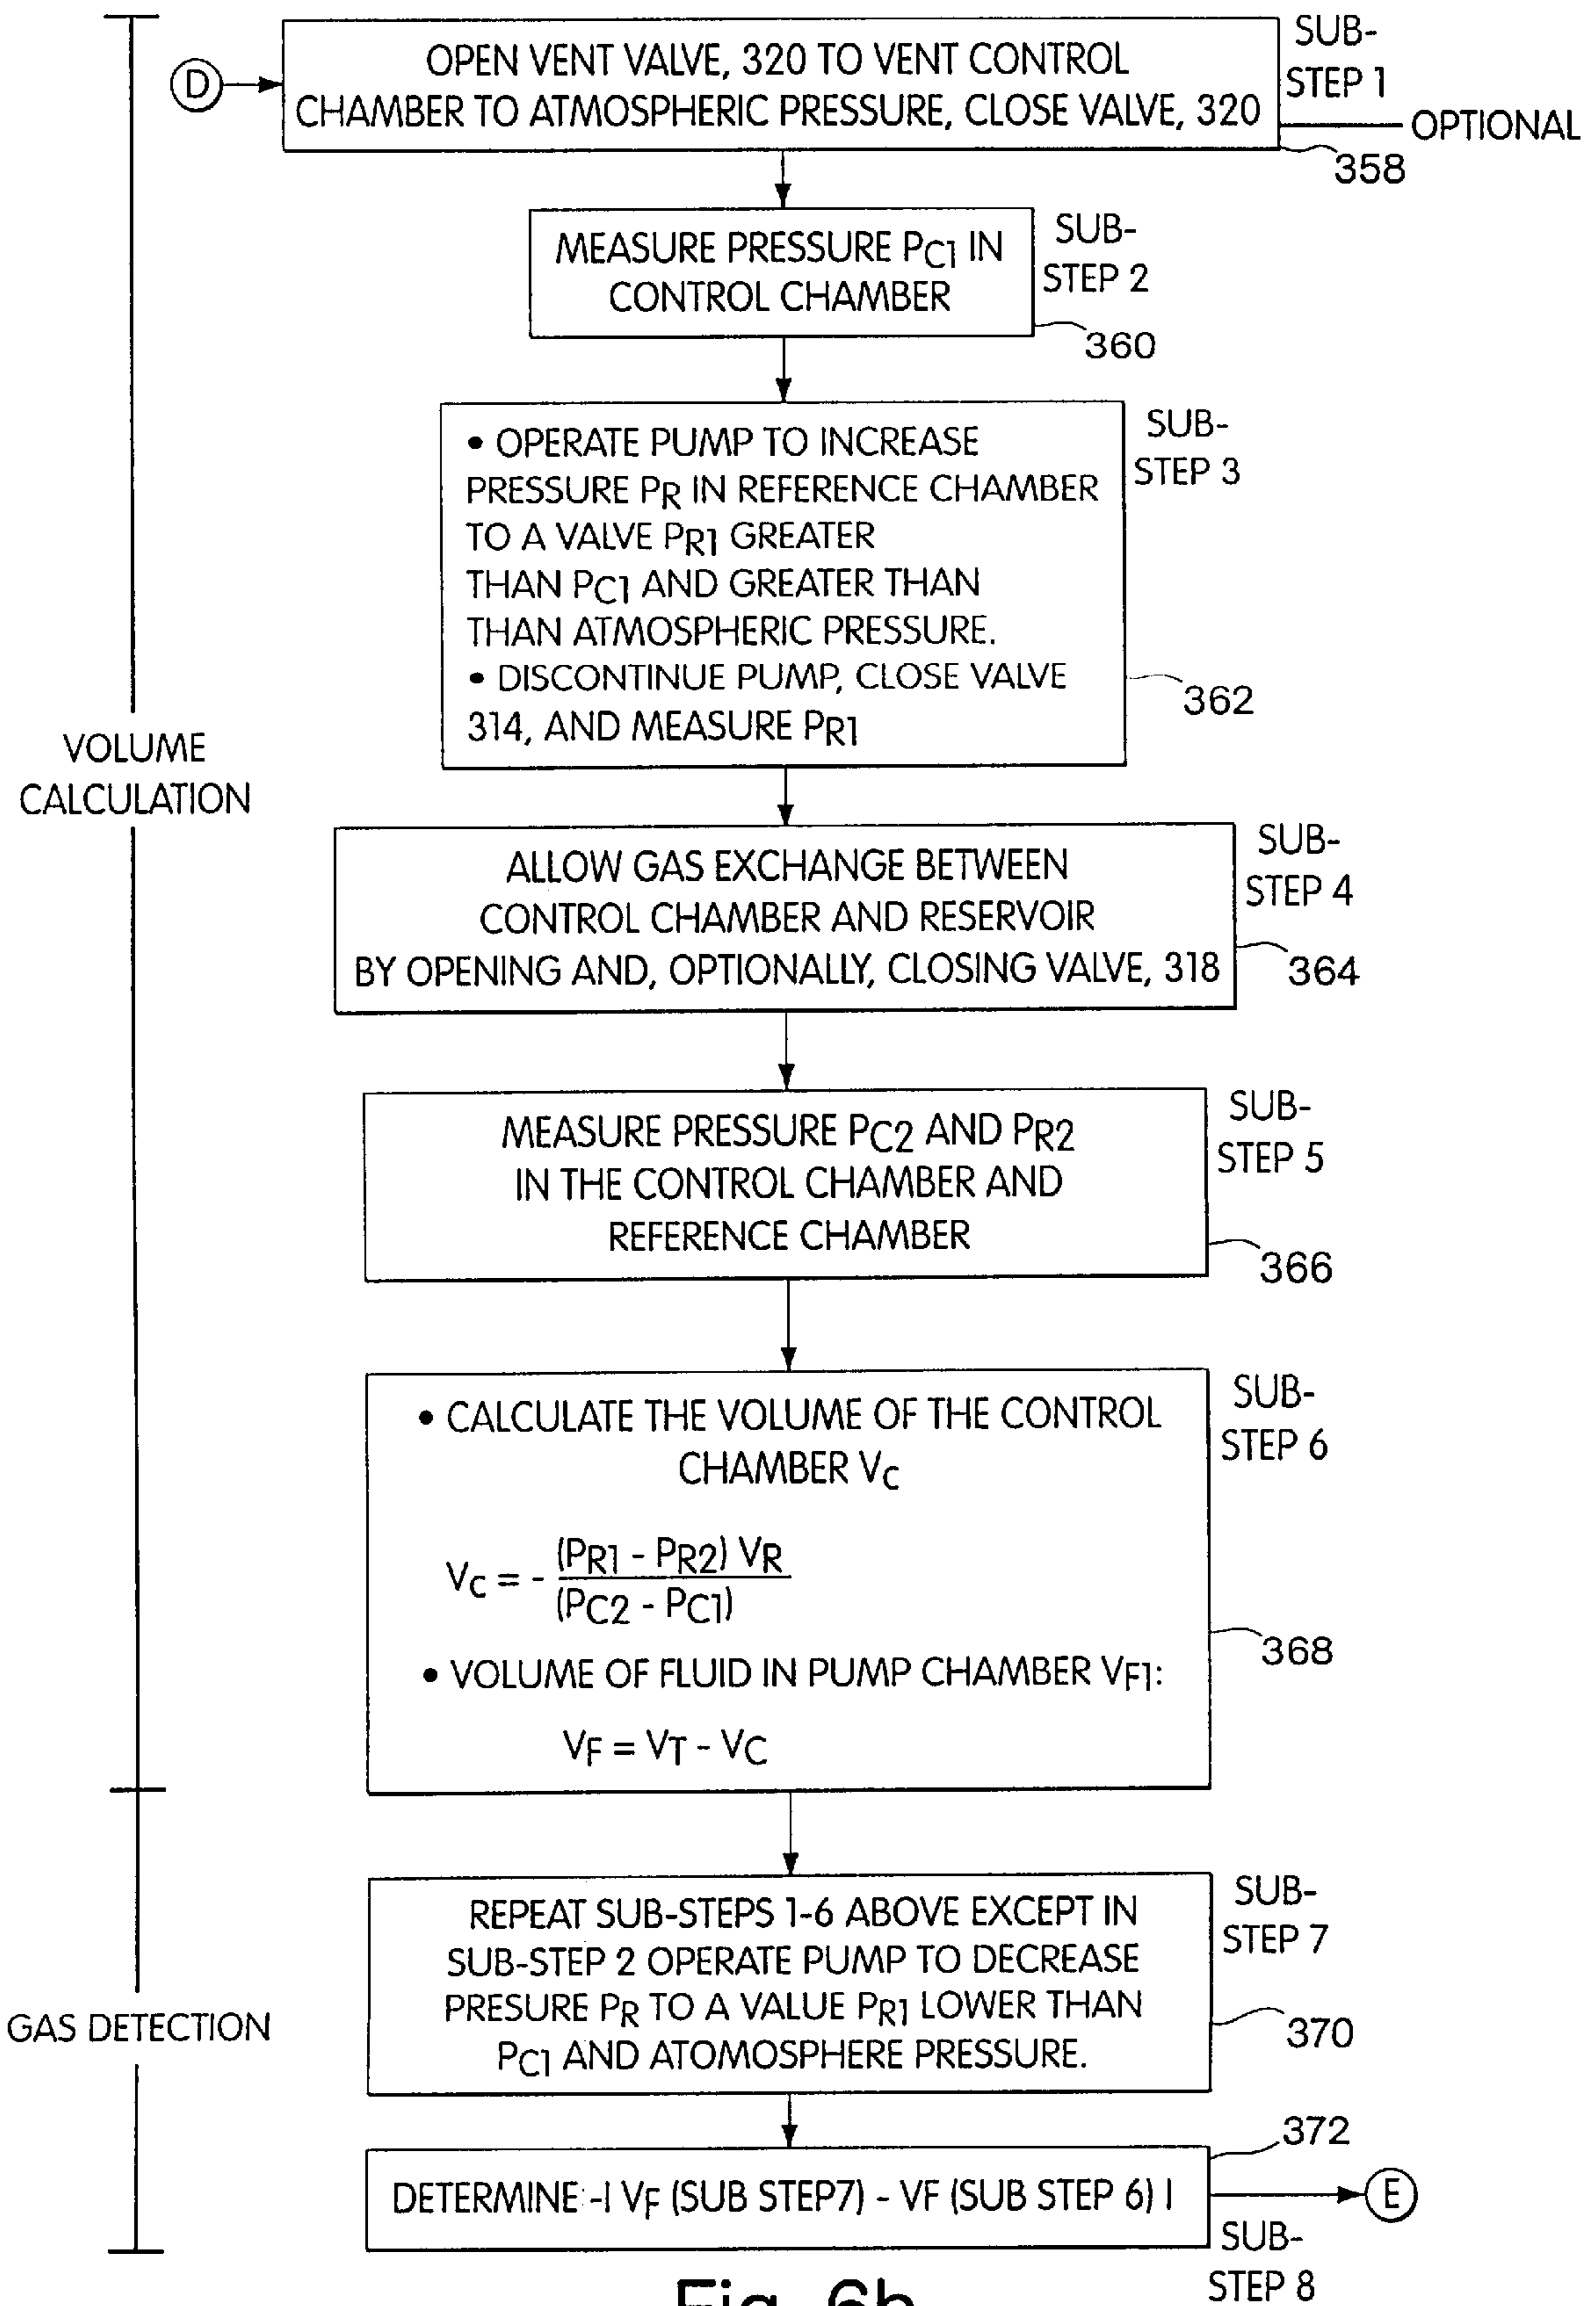 D
OPEN VENT VALVE, 320 TO VENT CONTROL
CHAMBER TO ATMOSPHERIC PRESSURE, CLOSE VALVE, 320
SUB-
STEP 1
OPTIONAL
358
MEASURE PRESSURE PC1 IN
CONTROL CHAMBER
SUB-
STEP 2
360
• OPERATE PUMP TO INCREASE
PRESSURE PR IN REFERENCE CHAMBER
TO A VALVE PR1 GREATER
THAN PC1 AND GREATER THAN
THAN ATMOSPHERIC PRESSURE.
• DISCONTINUE PUMP, CLOSE VALVE
314, AND MEASURE PR1
SUB-
STEP 3
362
VOLUME
CALCULATION
ALLOW GAS EXCHANGE BETWEEN
CONTROL CHAMBER AND RESERVOIR
BY OPENING AND, OPTIONALLY, CLOSING VALVE, 318
SUB-
STEP 4
364
MEASURE PRESSURE PC2 AND PR2
IN THE CONTROL CHAMBER AND
REFERENCE CHAMBER
SUB-
STEP 5
366
• CALCULATE THE VOLUME OF THE CONTROL
CHAMBER VC
VC = - (PR1 - PR2) VR
(PC2 - PC1)
• VOLUME OF FLUID IN PUMP CHAMBER VF1:
VF = VT - VC
SUB-
STEP 6
368
REPEAT SUB-STEPS 1-6 ABOVE EXCEPT IN
SUB-STEP 2 OPERATE PUMP TO DECREASE
PRESURE PR TO A VALUE PR1 LOWER THAN
PC1 AND ATOMOSPHERE PRESSURE.
SUB-
STEP 7
370
GAS DETECTION
DETERMINE -| VF (SUB STEP7) - VF (SUB STEP 6) |
372
E
SUB-
STEP 8
Fig. 6b